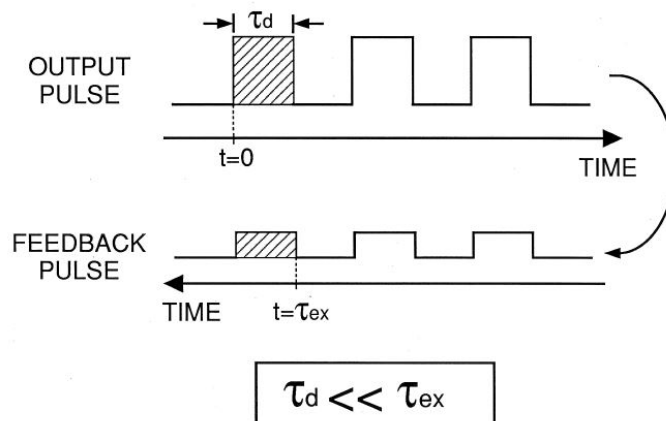 τd
OUTPUT
PULSE
t=0
TIME
FEEDBACK
PULSE
TIME
t=τex
τd << τex